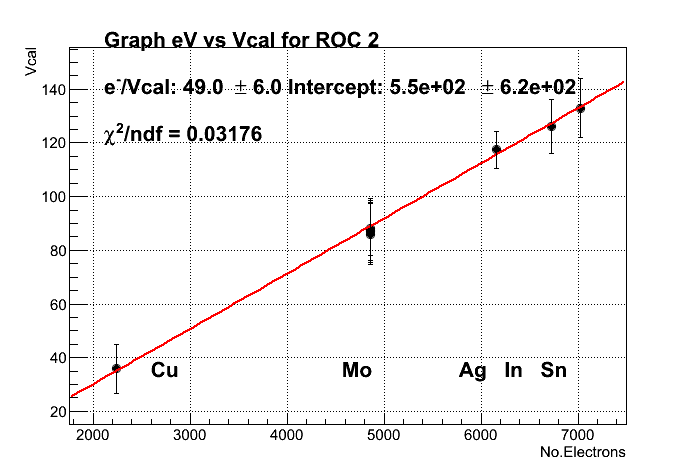 Graph eV vs Vcal for ROC 2
Vcal
e⁻/Vcal: 49.0 ± 6.0 Intercept: 5.5e+02 ± 6.2e+02
χ²/ndf = 0.03176
140
120
100
80
60
40
20
Cu Mo Ag In Sn
2000 3000 4000 5000 6000 7000
No.Electrons